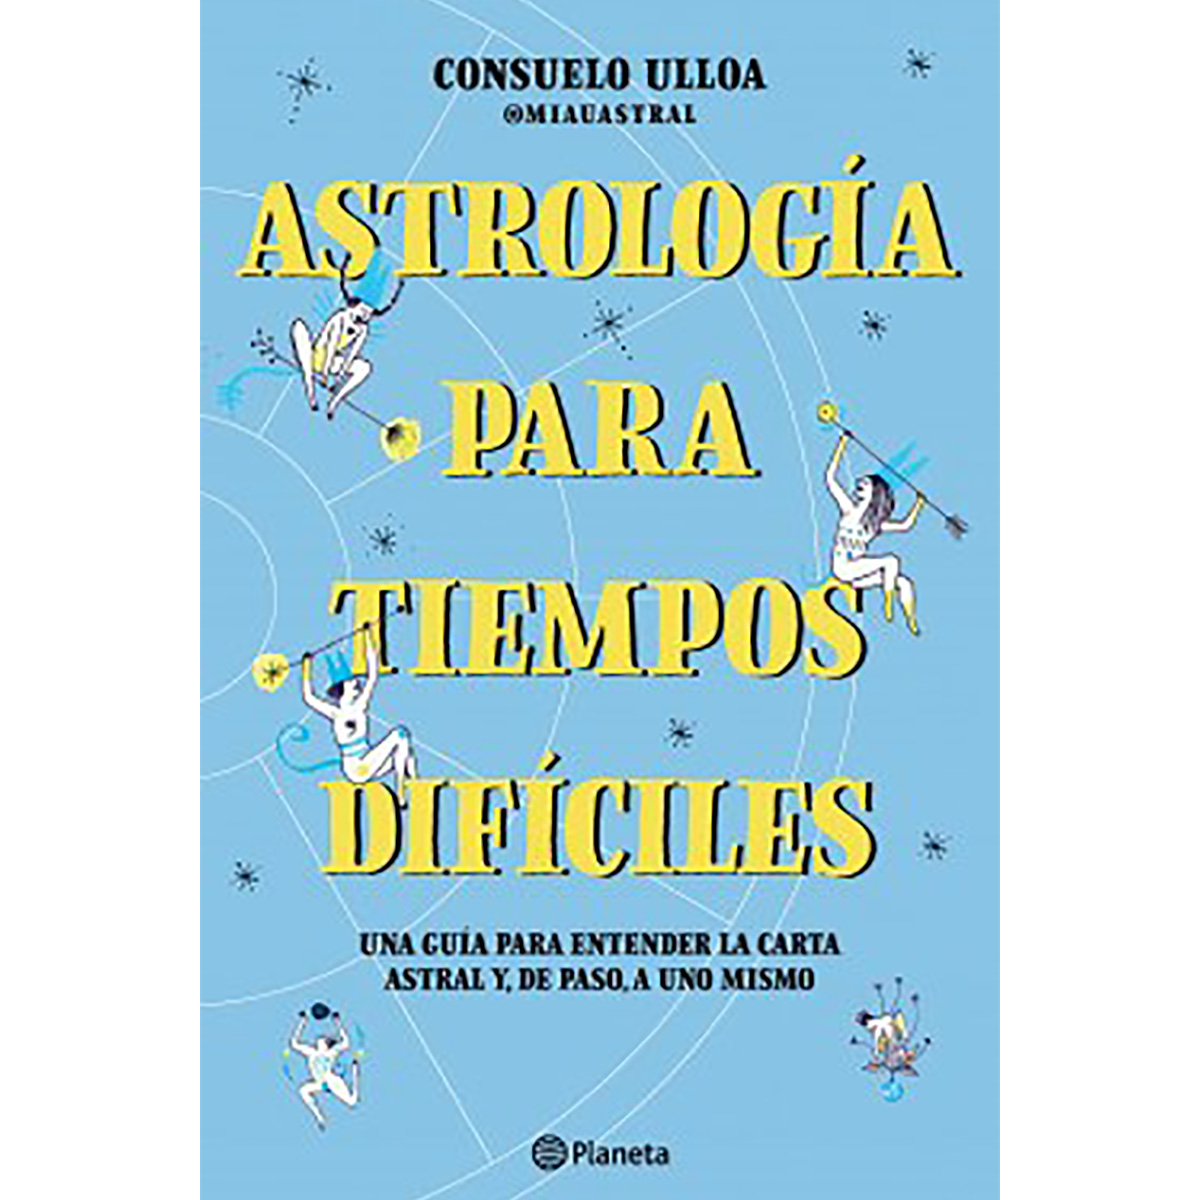 CONSUELO ULLOA
@MIAUASTRAL
ASTROLOGÍA
PARA
TIEMPOS
DIFÍCILES
UNA GUÍA PARA ENTENDER LA CARTA
ASTRAL Y, DE PASO, A UNO MISMO
Planeta